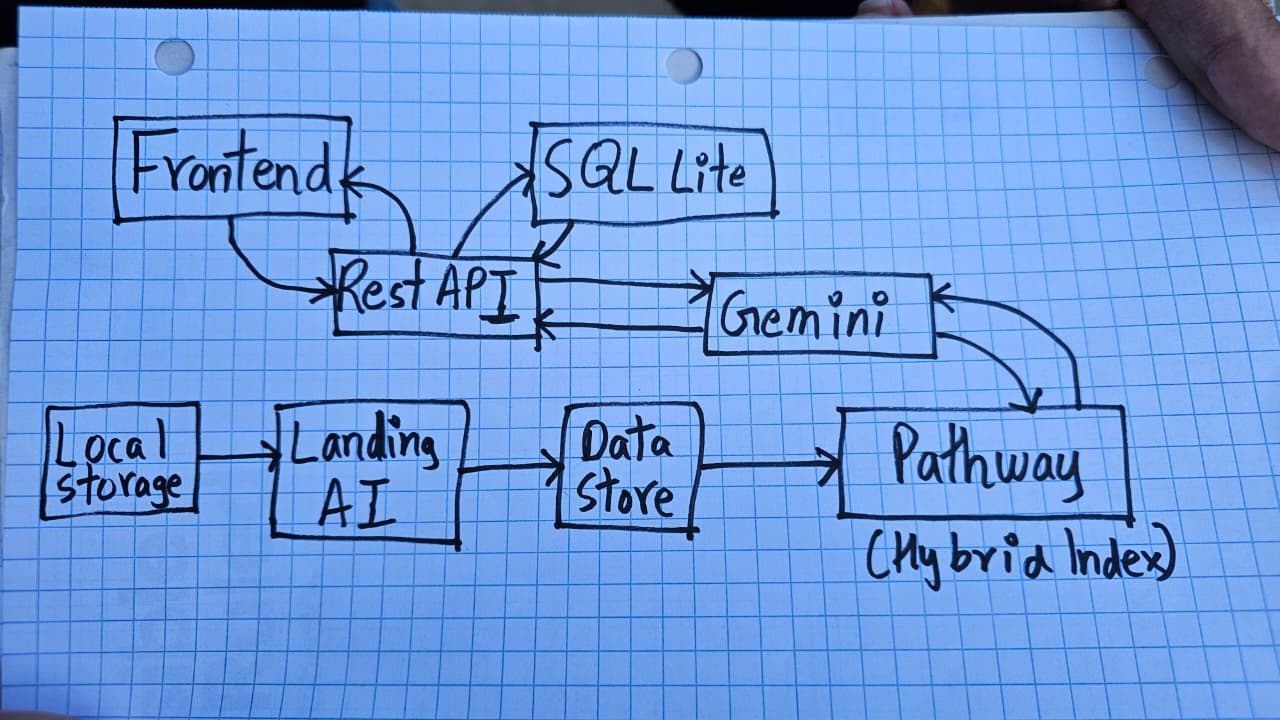 Frontend
SQL Lite
Rest API
Gemini
Local
storage
Landing
AI
Data
store
Pathway
(Hybrid Index)